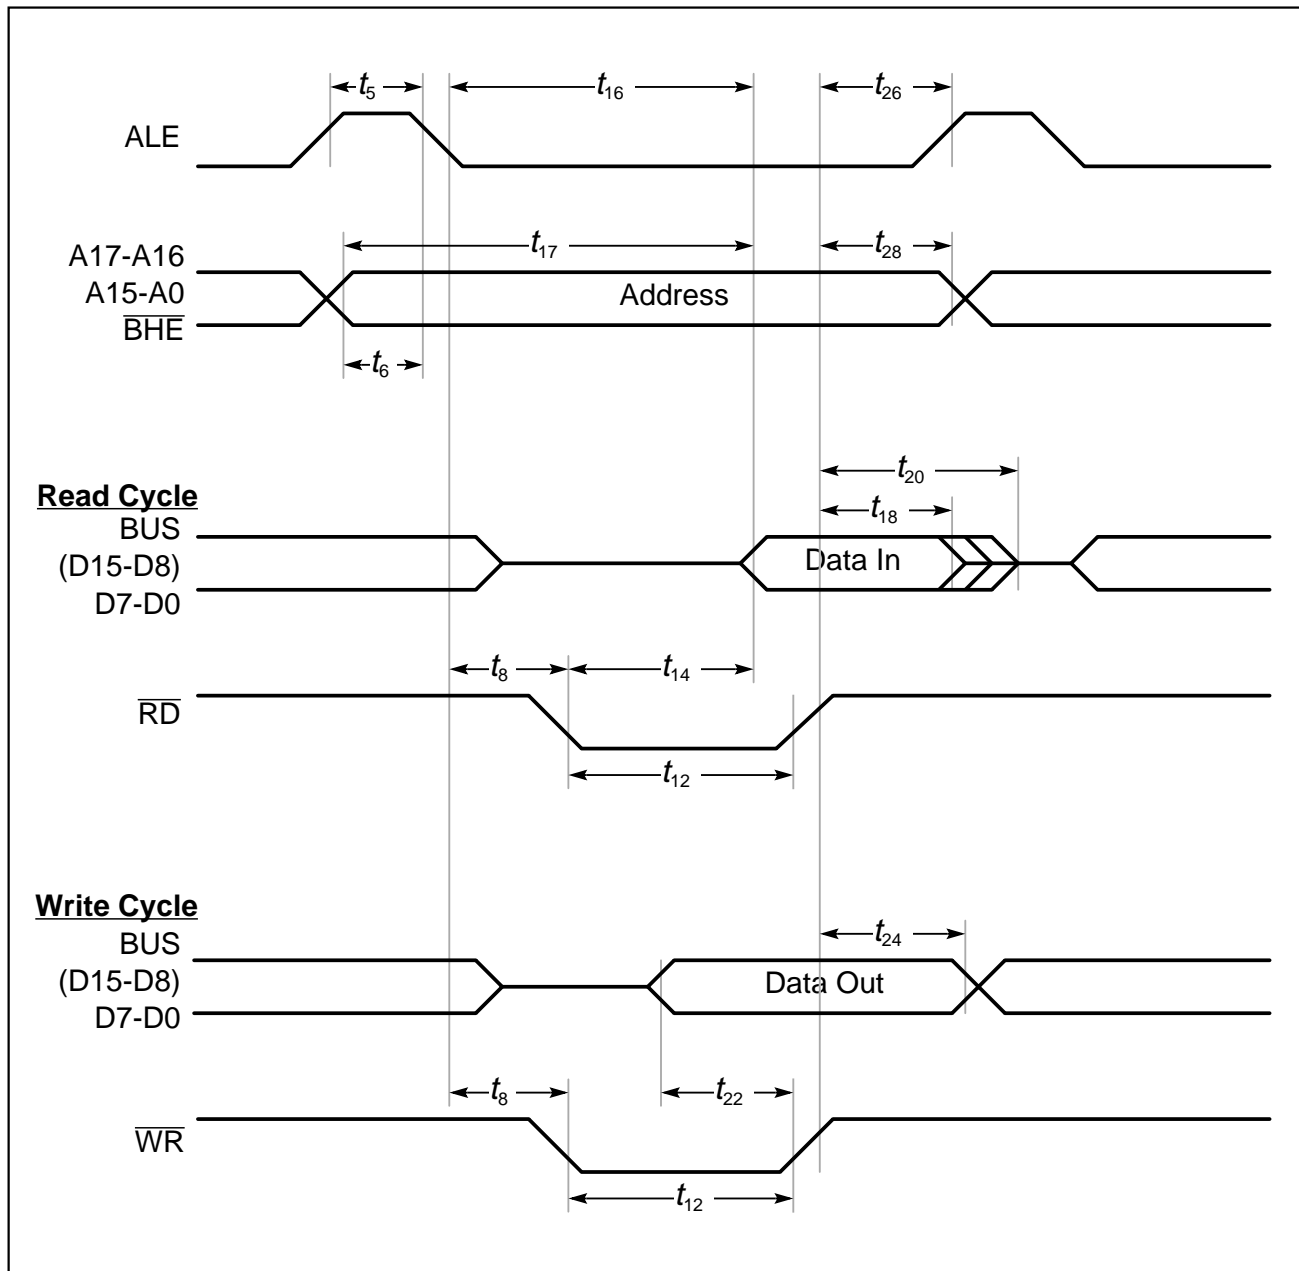 t5
t16
t26
ALE
t17
t28
A17-A16
A15-A0
Address
BHE
t6
t20
Read Cycle
t18
BUS
(D15-D8)
Data In
D7-D0
t8
t14
RD
t12
Write Cycle
t24
BUS
(D15-D8)
Data Out
D7-D0
t8
t22
WR
t12